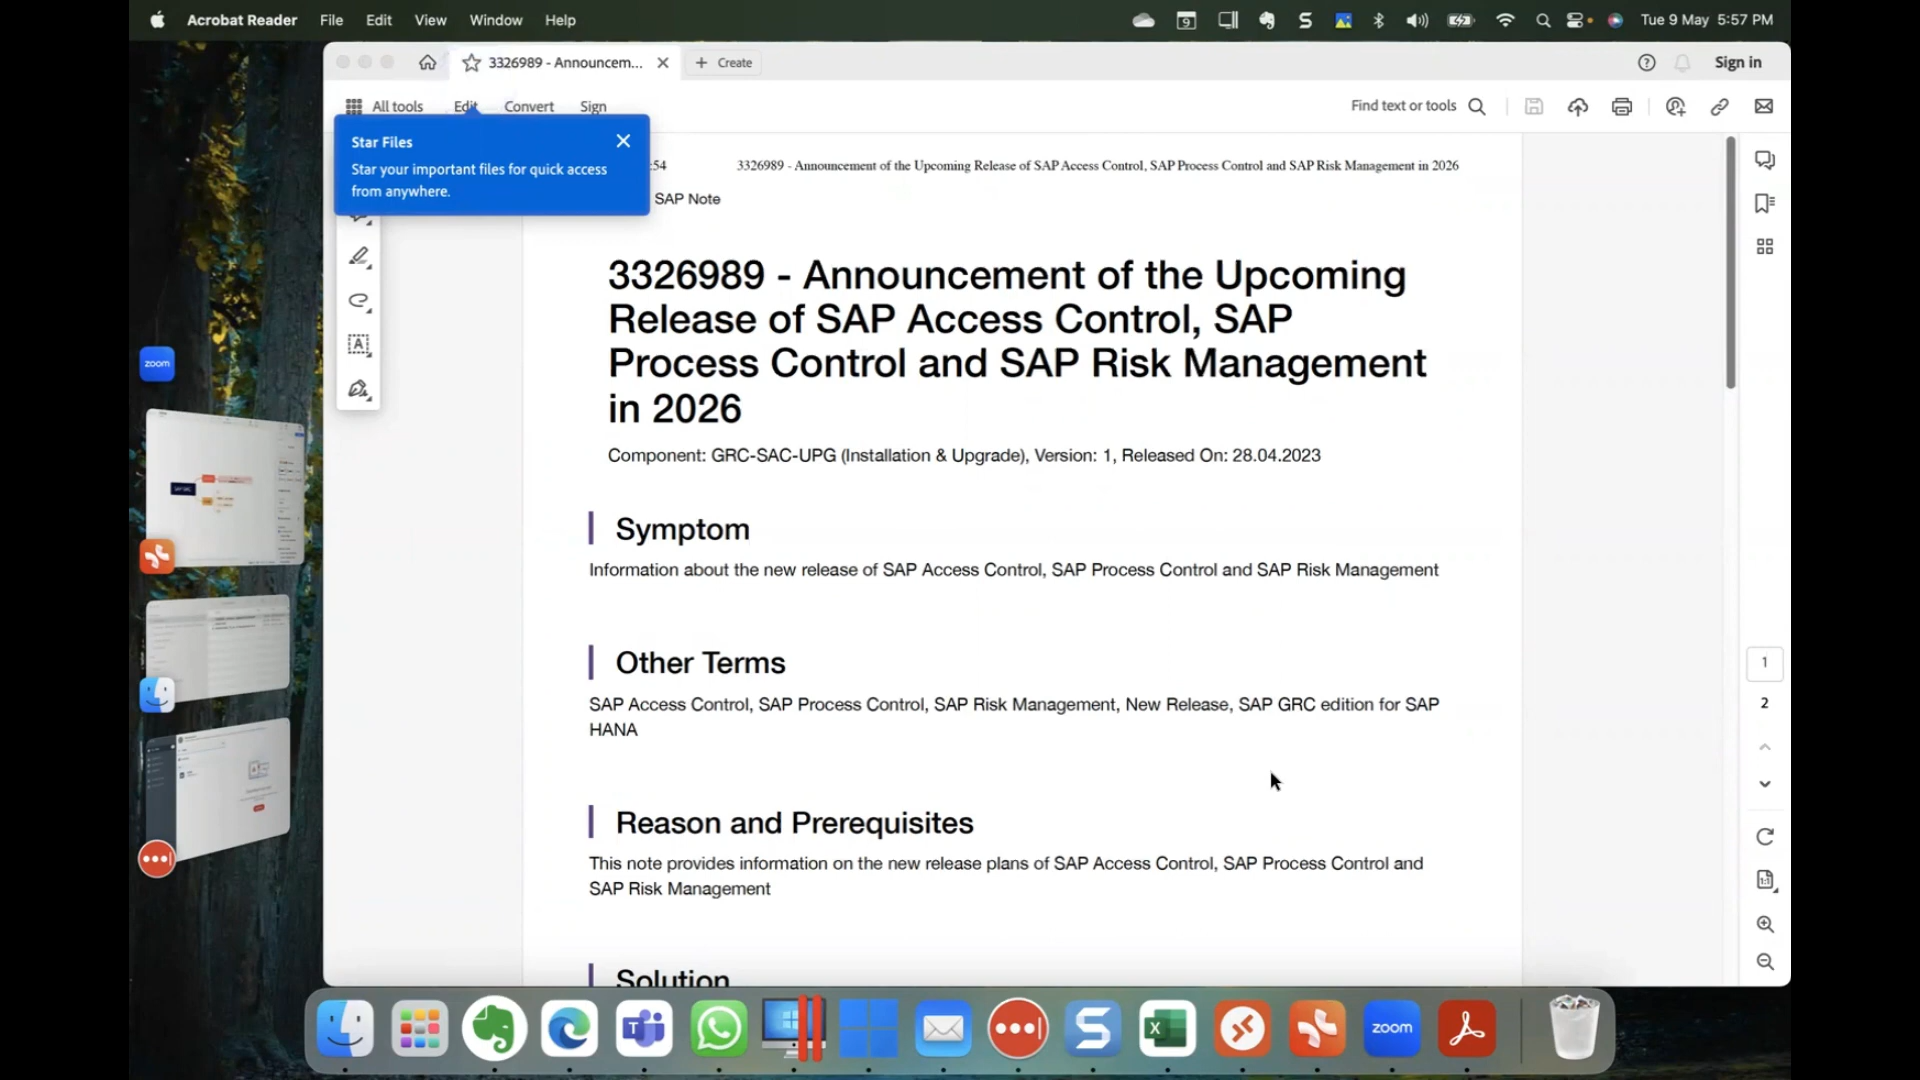 Acrobat Reader File Edit View Window Help
9
S
Tue 9 May 5:57 PM
3326989 - Announcem...
Create
Sign in
All tools Edit Convert Sign
Find text or tools
Star Files
Star your important files for quick access
from anywhere.
:54
3326989 - Announcement of the Upcoming Release of SAP Access Control, SAP Process Control and SAP Risk Management in 2026
SAP Note
3326989 - Announcement of the Upcoming
Release of SAP Access Control, SAP
Process Control and SAP Risk Management
in 2026
Component: GRC-SAC-UPG (Installation & Upgrade), Version: 1, Released On: 28.04.2023
Symptom
Information about the new release of SAP Access Control, SAP Process Control and SAP Risk Management
Other Terms
SAP Access Control, SAP Process Control, SAP Risk Management, New Release, SAP GRC edition for SAP
HANA
Reason and Prerequisites
This note provides information on the new release plans of SAP Access Control, SAP Process Control and
SAP Risk Management
Solution
1
2
zoom
zoom